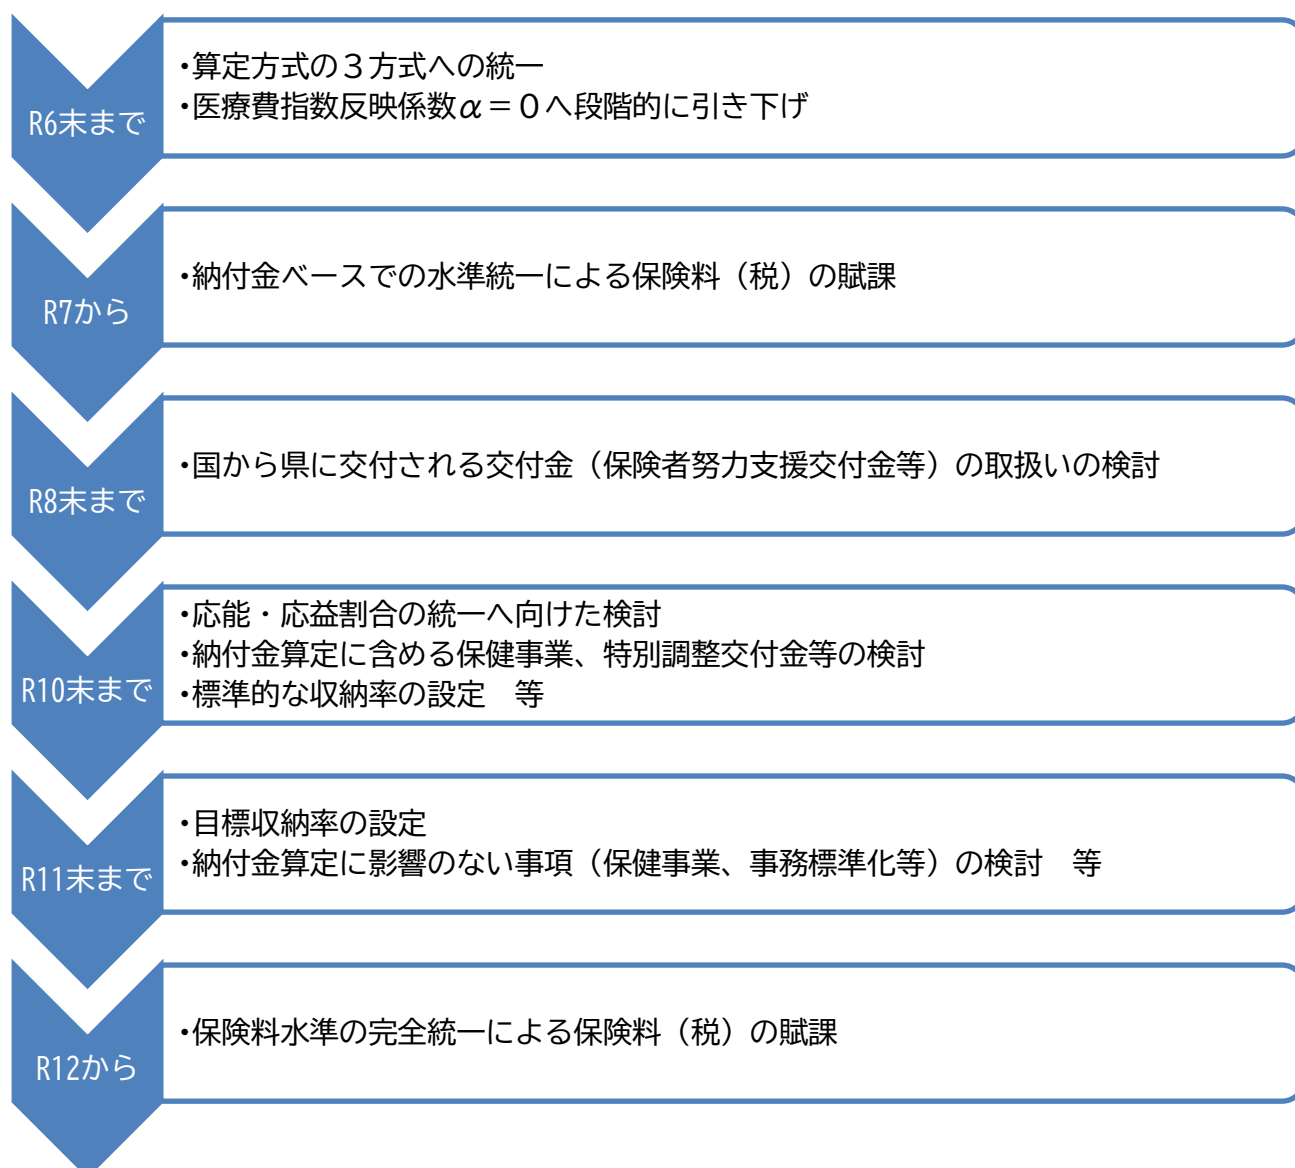 R6末まで
・算定方式の３方式への統一
・医療費指数反映係数α＝０へ段階的に引き下げ
R7から
・納付金ベースでの水準統一による保険料（税）の賦課
R8末まで
・国から県に交付される交付金（保険者努力支援交付金等）の取扱いの検討
R10末まで
・応能・応益割合の統一へ向けた検討
・納付金算定に含める保健事業、特別調整交付金等の検討
・標準的な収納率の設定　等
R11末まで
・目標収納率の設定
・納付金算定に影響のない事項（保健事業、事務標準化等）の検討　等
R12から
・保険料水準の完全統一による保険料（税）の賦課